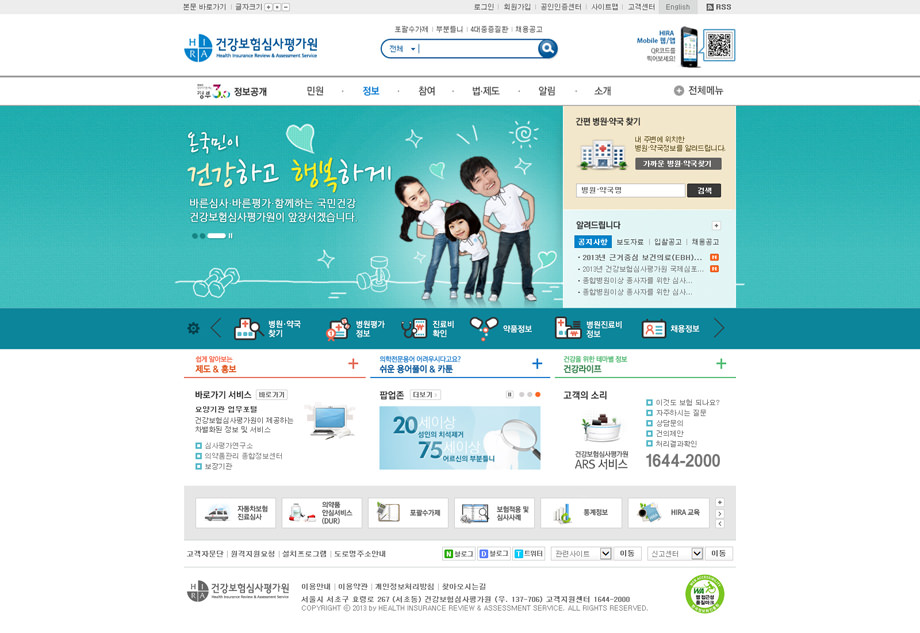 본문 바로가기 | 글자크기 + - -
로그인 | 회원가입 | 공인인증센터 | 사이트맵 | 고객센터 English RSS
포괄수가제 | 부분틀니 | 4대중증질환 | 채용공고
HIRA 건강보험심사평가원
Health Insurance Review & Assessment Service
전체
HIRA
Mobile 웹/앱
QR코드를
찍어보세요!
정부3.0 정보공개 민원 · 정보 · 참여 · 법·제도 · 알림 · 소개 전체메뉴
온국민이
건강하고 행복하게
바른심사·바른평가·함께하는 국민건강
건강보험심사평가원이 앞장서겠습니다.
간편 병원·약국 찾기
내 주변에 위치한
병원·약국정보를 알려드립니다.
가까운 병원·약국찾기
병원·약국명 검색
알려드립니다
공지사항 보도자료 | 입찰공고 | 채용공고
· 2013년 근거중심 보건의료(EBH)...
· 2013년 건강보험심사평가원 국제심포...
· 종합병원이상 종사자를 위한 심사...
· 종합병원이상 종사자를 위한 심사...
병원·약국
찾기
병원평가
정보
진료비
확인
약품정보
병원진료비
정보
채용정보
쉽게 알아보는
제도 & 홍보
의학전문용어 어려우시다고요?
쉬운 용어풀이 & 카툰
건강을 위한 테마별 정보
건강라이프
바로가기 서비스 바로가기
요양기관 업무포털
건강보험심사평가원이 제공하는
차별화된 정보 및 서비스
심사평가연구소
의약품관리 종합정보센터
보장기관
팝업존 더보기
20세이상
성인의 치석제거
75세이상
어르신의 부분틀니
고객의 소리
건강보험심사평가원
ARS 서비스
이것도 보험 되나요?
자주하시는 질문
상담문의
건의제안
처리결과확인
1644-2000
자동차보험
진료심사
의약품
안심서비스
(DUR)
포괄수가제
보험적용 &
심사사례
통계정보
HIRA 교육
고객자문단 | 원격지원요청 | 설치프로그램 | 도로명주소안내
N 블로그 D 블로그 T 트위터 관련사이트 이동 신고센터 이동
HIRA 건강보험심사평가원
Health Insurance Review & Assessment Service
이용안내 | 이용약관 | 개인정보처리방침 | 찾아오시는길
서울시 서초구 효령로 267 (서초동) 건강보험심사평가원 (우. 137-706) 고객지원센터 1644-2000
COPYRIGHT ⓒ 2013 by HEALTH INSURANCE REVIEW & ASSESSMENT SERVICE. ALL RIGHTS RESERVED.
WA
웹 접근성